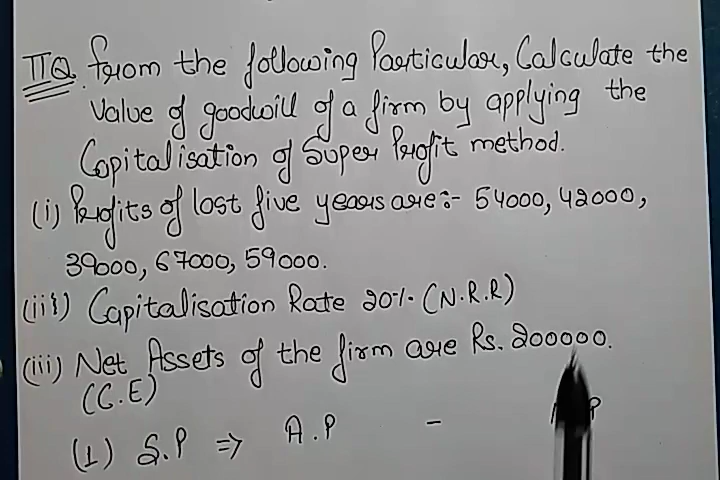 IIQ. From the following Particular, Calculate the
Value of goodwill of a firm by applying the
Capitalisation of Super Profit method.
(i) Profits of last five years are:- 54000, 42000,
39000, 67000, 59000.
(ii) Capitalisation Rate 20%. (N.R.R)
(iii) Net Assets of the firm are Rs. 200000.
(C.E)
(1) S.P ⇒ A.P - P